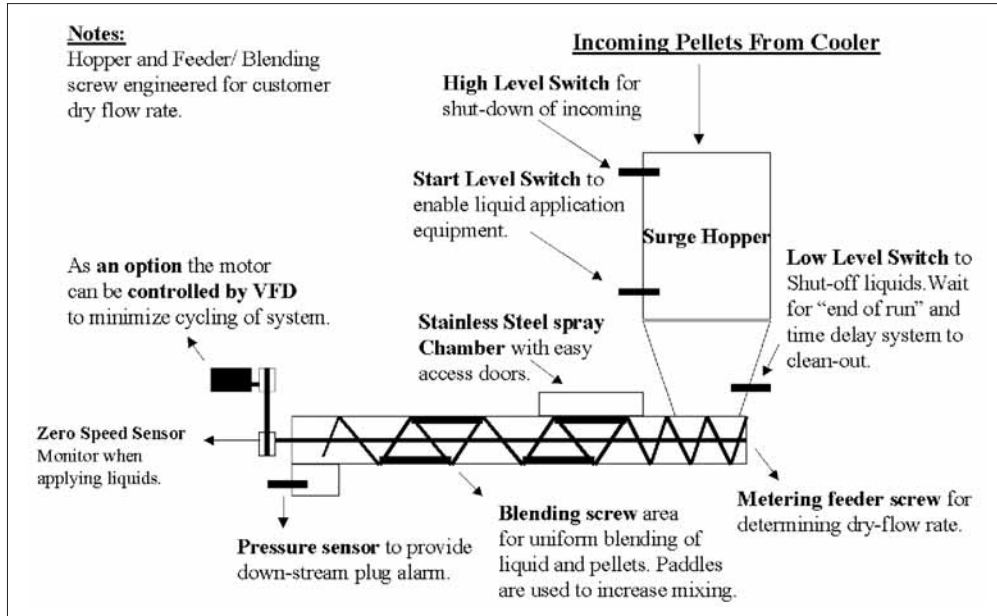 Notes:
Hopper and Feeder/ Blending
screw engineered for customer
dry flow rate.
Incoming Pellets From Cooler
High Level Switch for
shut-down of incoming
Start Level Switch to
enable liquid application
equipment.
Surge Hopper
Low Level Switch to
Shut-off liquids. Wait
for “end of run” and
time delay system to
clean-out.
As an option the motor
can be controlled by VFD
to minimize cycling of system.
Stainless Steel spray
Chamber with easy
access doors.
Zero Speed Sensor
Monitor when
applying liquids.
Pressure sensor to provide
down-stream plug alarm.
Blending screw area
for uniform blending of
liquid and pellets. Paddles
are used to increase mixing.
Metering feeder screw for
determining dry-flow rate.